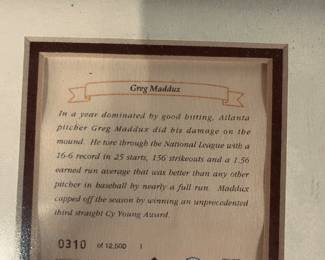 Greg Maddux
In a year dominated by good hitting, Atlanta
pitcher Greg Maddux did his damage on the
mound. He tore through the National League with a
16-6 record in 25 starts, 156 strikeouts and a 1.56
earned run average that was better than any other
pitcher in baseball by nearly a full run. Maddux
capped off the season by winning an unprecedented
third straight Cy Young Award.
0310 of 12,500